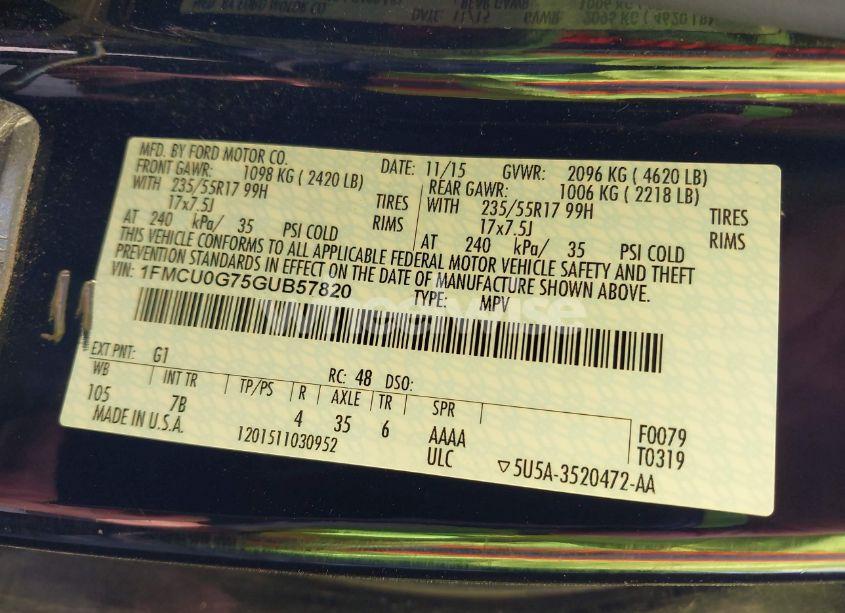 MFD. BY FORD MOTOR CO. DATE: 11/15 GVWR: 2096 KG ( 4620 LB)
FRONT GAWR: 1098 KG ( 2420 LB) REAR GAWR: 1006 KG ( 2218 LB)
WITH 235/55R17 99H TIRES WITH 235/55R17 99H TIRES
17x7.5J RIMS 17x7.5J RIMS
AT 240 kPa/ 35 PSI COLD AT 240 kPa/ 35 PSI COLD
THIS VEHICLE CONFORMS TO ALL APPLICABLE FEDERAL MOTOR VEHICLE SAFETY AND THEFT
PREVENTION STANDARDS IN EFFECT ON THE DATE OF MANUFACTURE SHOWN ABOVE.
VIN: 1FMCU0G75GUB57820 TYPE: MPV
EXT PNT: G1 RC: 48 DSO:
WB INT TR TP/PS R AXLE TR SPR
105 7B 4 35 6 AAAA F0079
MADE IN U.S.A. 1201511030952 ULC T0319
▽5U5A-3520472-AA